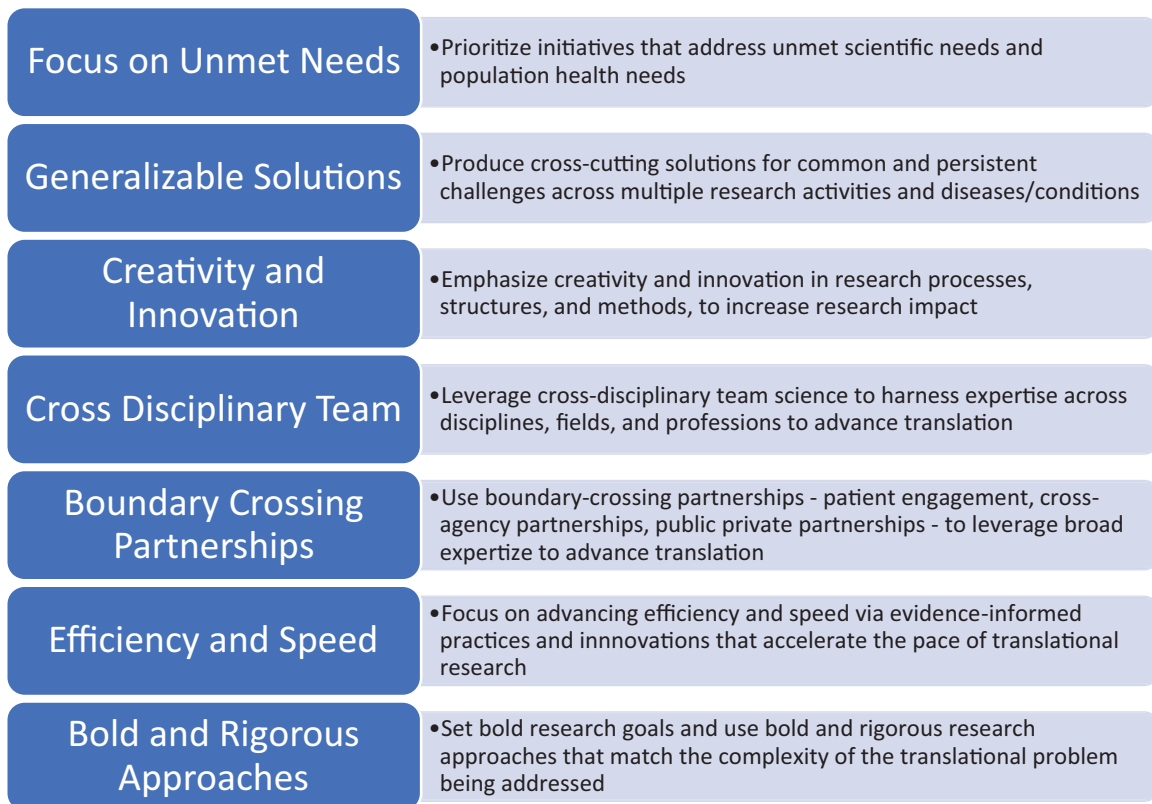 Focus on Unmet Needs
•Prioritize initiatives that address unmet scientific needs and
population health needs
Generalizable Solutions
•Produce cross-cutting solutions for common and persistent
challenges across multiple research activities and diseases/conditions
Creativity and
Innovation
•Emphasize creativity and innovation in research processes,
structures, and methods, to increase research impact
Cross Disciplinary Team
•Leverage cross-disciplinary team science to harness expertise across
disciplines, fields, and professions to advance translation
Boundary Crossing
Partnerships
•Use boundary-crossing partnerships - patient engagement, cross-
agency partnerships, public private partnerships - to leverage broad
expertize to advance translation
Efficiency and Speed
•Focus on advancing efficiency and speed via evidence-informed
practices and innnovations that accelerate the pace of translational
research
Bold and Rigorous
Approaches
•Set bold research goals and use bold and rigorous research
approaches that match the complexity of the translational problem
being addressed